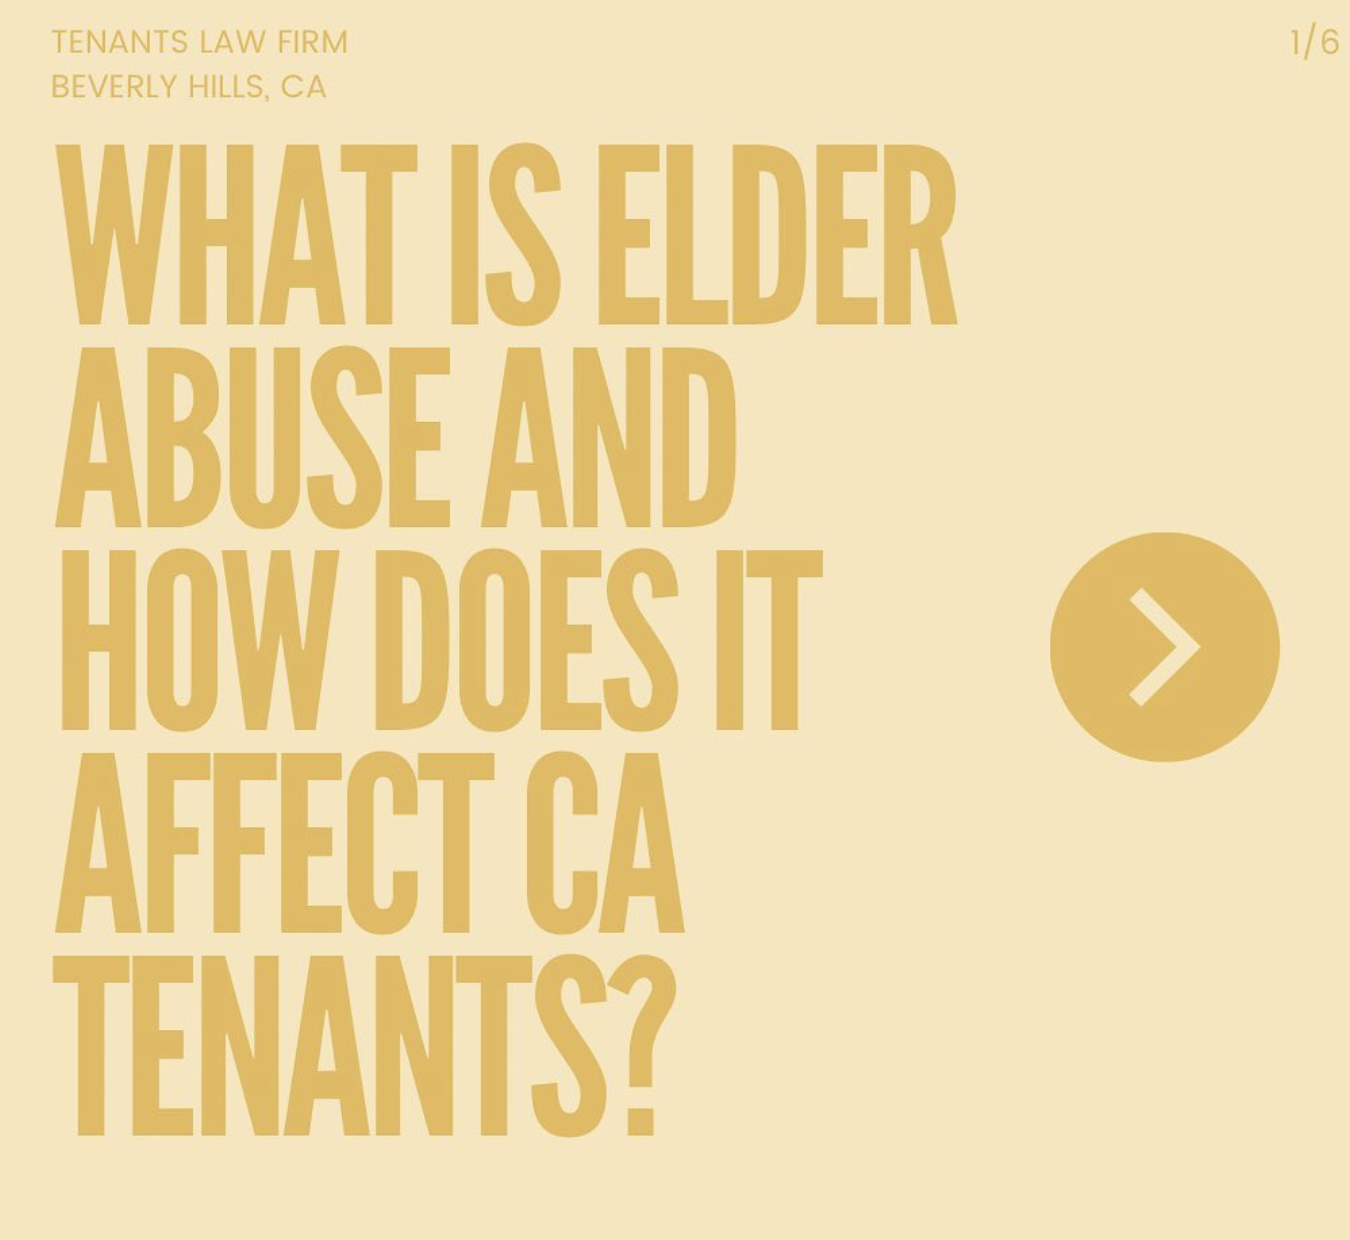 TENANTS LAW FIRM
BEVERLY HILLS, CA
1/6
WHAT IS ELDER
ABUSE AND
HOW DOES IT
AFFECT CA
TENANTS?